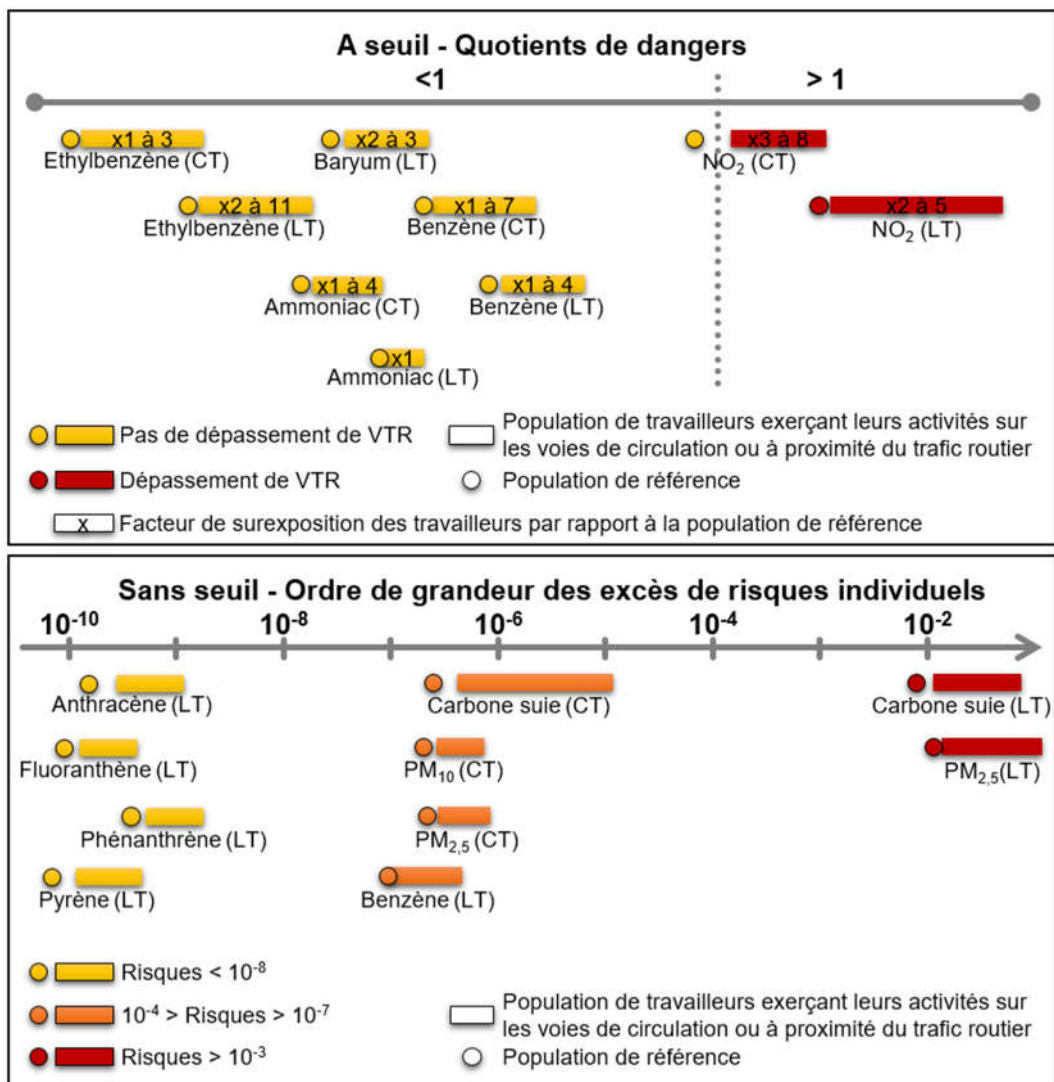 A seuil - Quotients de dangers
<1
> 1
x1 à 3
x2 à 3
x3 à 8
Ethylbenzène (CT)
Baryum (LT)
NO₂ (CT)
x2 à 11
x1 à 7
x2 à 5
Ethylbenzène (LT)
Benzène (CT)
NO₂ (LT)
x1 à 4
x1 à 4
Ammoniac (CT)
Benzène (LT)
x1
Ammoniac (LT)
Pas de dépassement de VTR
Population de travailleurs exerçant leurs activités sur
les voies de circulation ou à proximité du trafic routier
Dépassement de VTR
Population de référence
x
Facteur de surexposition des travailleurs par rapport à la population de référence
Sans seuil - Ordre de grandeur des excès de risques individuels
10⁻¹⁰
10⁻⁸
10⁻⁶
10⁻⁴
10⁻²
Anthracène (LT)
Carbone suie (CT)
Carbone suie (LT)
Fluoranthène (LT)
PM₁₀ (CT)
PM₂,₅(LT)
Phénanthrène (LT)
PM₂,₅ (CT)
Pyrène (LT)
Benzène (LT)
Risques < 10⁻⁸
10⁻⁴ > Risques > 10⁻⁷
Population de travailleurs exerçant leurs activités sur
les voies de circulation ou à proximité du trafic routier
Risques > 10⁻³
Population de référence